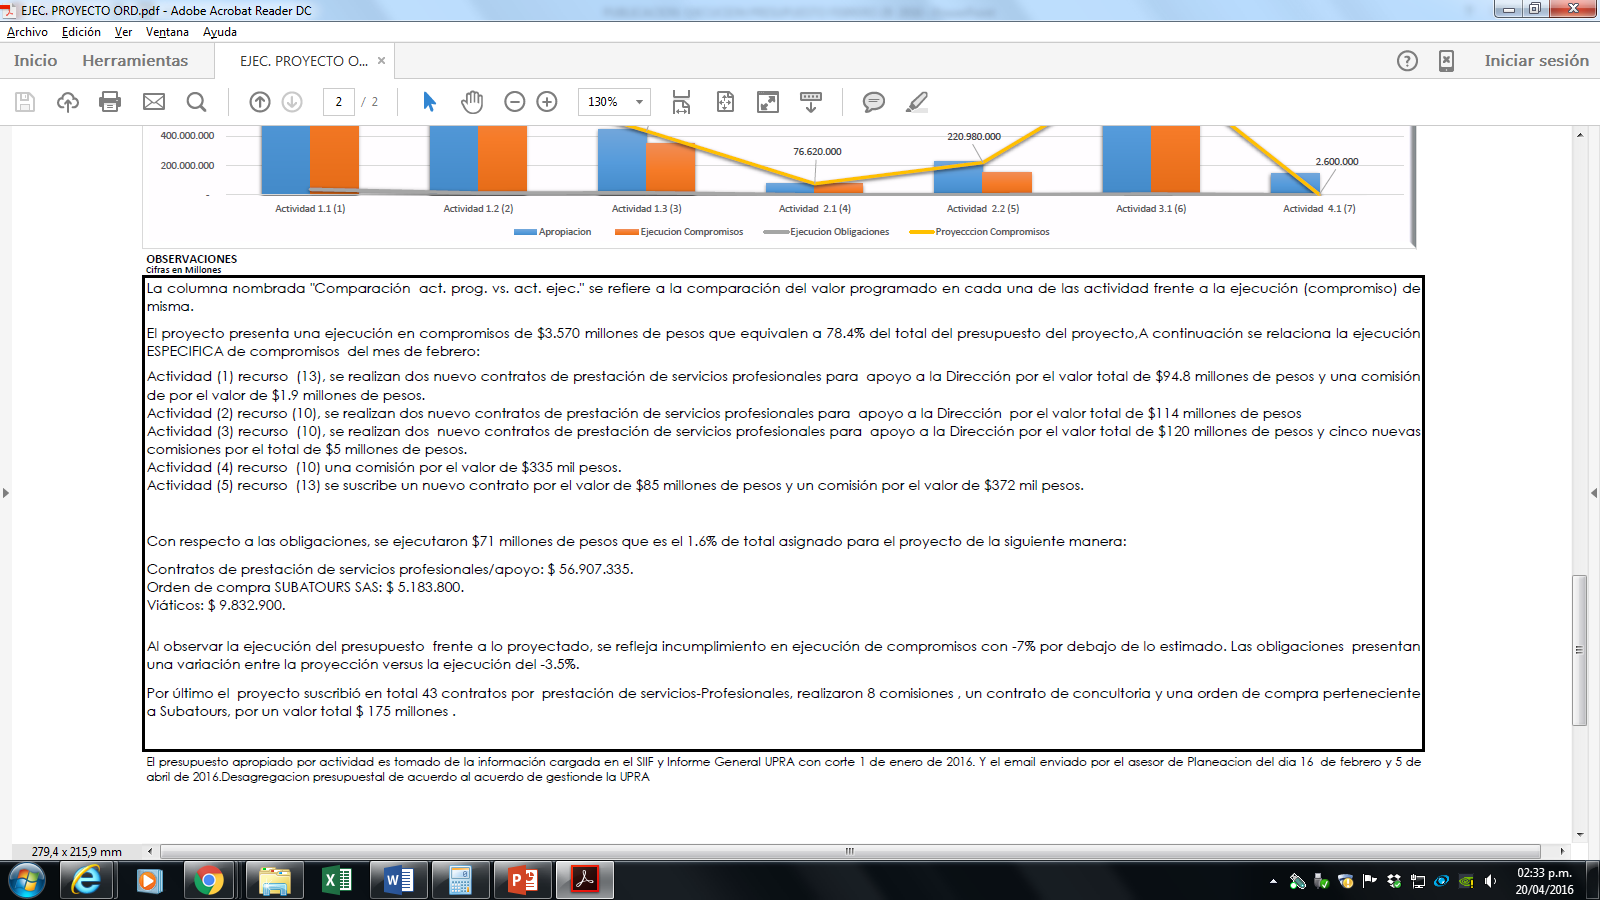 EJEC. PROYECTO ORD.pdf - Adobe Acrobat Reader DC
Archivo Edición Ver Ventana Ayuda
Inicio Herramientas EJEC. PROYECTO O... × Iniciar sesión
2 / 2 130%
400.000.000
200.000.000
-
76.620.000
220.980.000
2.600.000
Actividad 1.1 (1) Actividad 1.2 (2) Actividad 1.3 (3) Actividad 2.1 (4) Actividad 2.2 (5) Actividad 3.1 (6) Actividad 4.1 (7)
Apropiacion Ejecucion Compromisos Ejecucion Obligaciones Proyecccion Compromisos
OBSERVACIONES
Cifras en Millones
La columna nombrada "Comparación act. prog. vs. act. ejec." se refiere a la comparación del valor programado en cada una de las actividad frente a la ejecución (compromiso) de
misma.
El proyecto presenta una ejecución en compromisos de $3.570 millones de pesos que equivalen a 78.4% del total del presupuesto del proyecto,A continuación se relaciona la ejecución
ESPECIFICA de compromisos del mes de febrero:
Actividad (1) recurso (13), se realizan dos nuevo contratos de prestación de servicios profesionales para apoyo a la Dirección por el valor total de $94.8 millones de pesos y una comisión
de por el valor de $1.9 millones de pesos.
Actividad (2) recurso (10), se realizan dos nuevo contratos de prestación de servicios profesionales para apoyo a la Dirección por el valor total de $114 millones de pesos
Actividad (3) recurso (10), se realizan dos nuevo contratos de prestación de servicios profesionales para apoyo a la Dirección por el valor total de $120 millones de pesos y cinco nuevas
comisiones por el total de $5 millones de pesos.
Actividad (4) recurso (10) una comisión por el valor de $335 mil pesos.
Actividad (5) recurso (13) se suscribe un nuevo contrato por el valor de $85 millones de pesos y un comisión por el valor de $372 mil pesos.
Con respecto a las obligaciones, se ejecutaron $71 millones de pesos que es el 1.6% de total asignado para el proyecto de la siguiente manera:
Contratos de prestación de servicios profesionales/apoyo: $ 56.907.335.
Orden de compra SUBATOURS SAS: $ 5.183.800.
Viáticos: $ 9.832.900.
Al observar la ejecución del presupuesto frente a lo proyectado, se refleja incumplimiento en ejecución de compromisos con -7% por debajo de lo estimado. Las obligaciones presentan
una variación entre la proyección versus la ejecución del -3.5%.
Por último el proyecto suscribió en total 43 contratos por prestación de servicios-Profesionales, realizaron 8 comisiones , un contrato de concultoria y una orden de compra perteneciente
a Subatours, por un valor total $ 175 millones .
El presupuesto apropiado por actividad es tomado de la información cargada en el SIIF y Informe General UPRA con corte 1 de enero de 2016. Y el email enviado por el asesor de Planeacion del dia 16 de febrero y 5 de
abril de 2016.Desagregacion presupuestal de acuerdo al acuerdo de gestionde la UPRA
279,4 x 215,9 mm
02:33 p.m.
20/04/2016